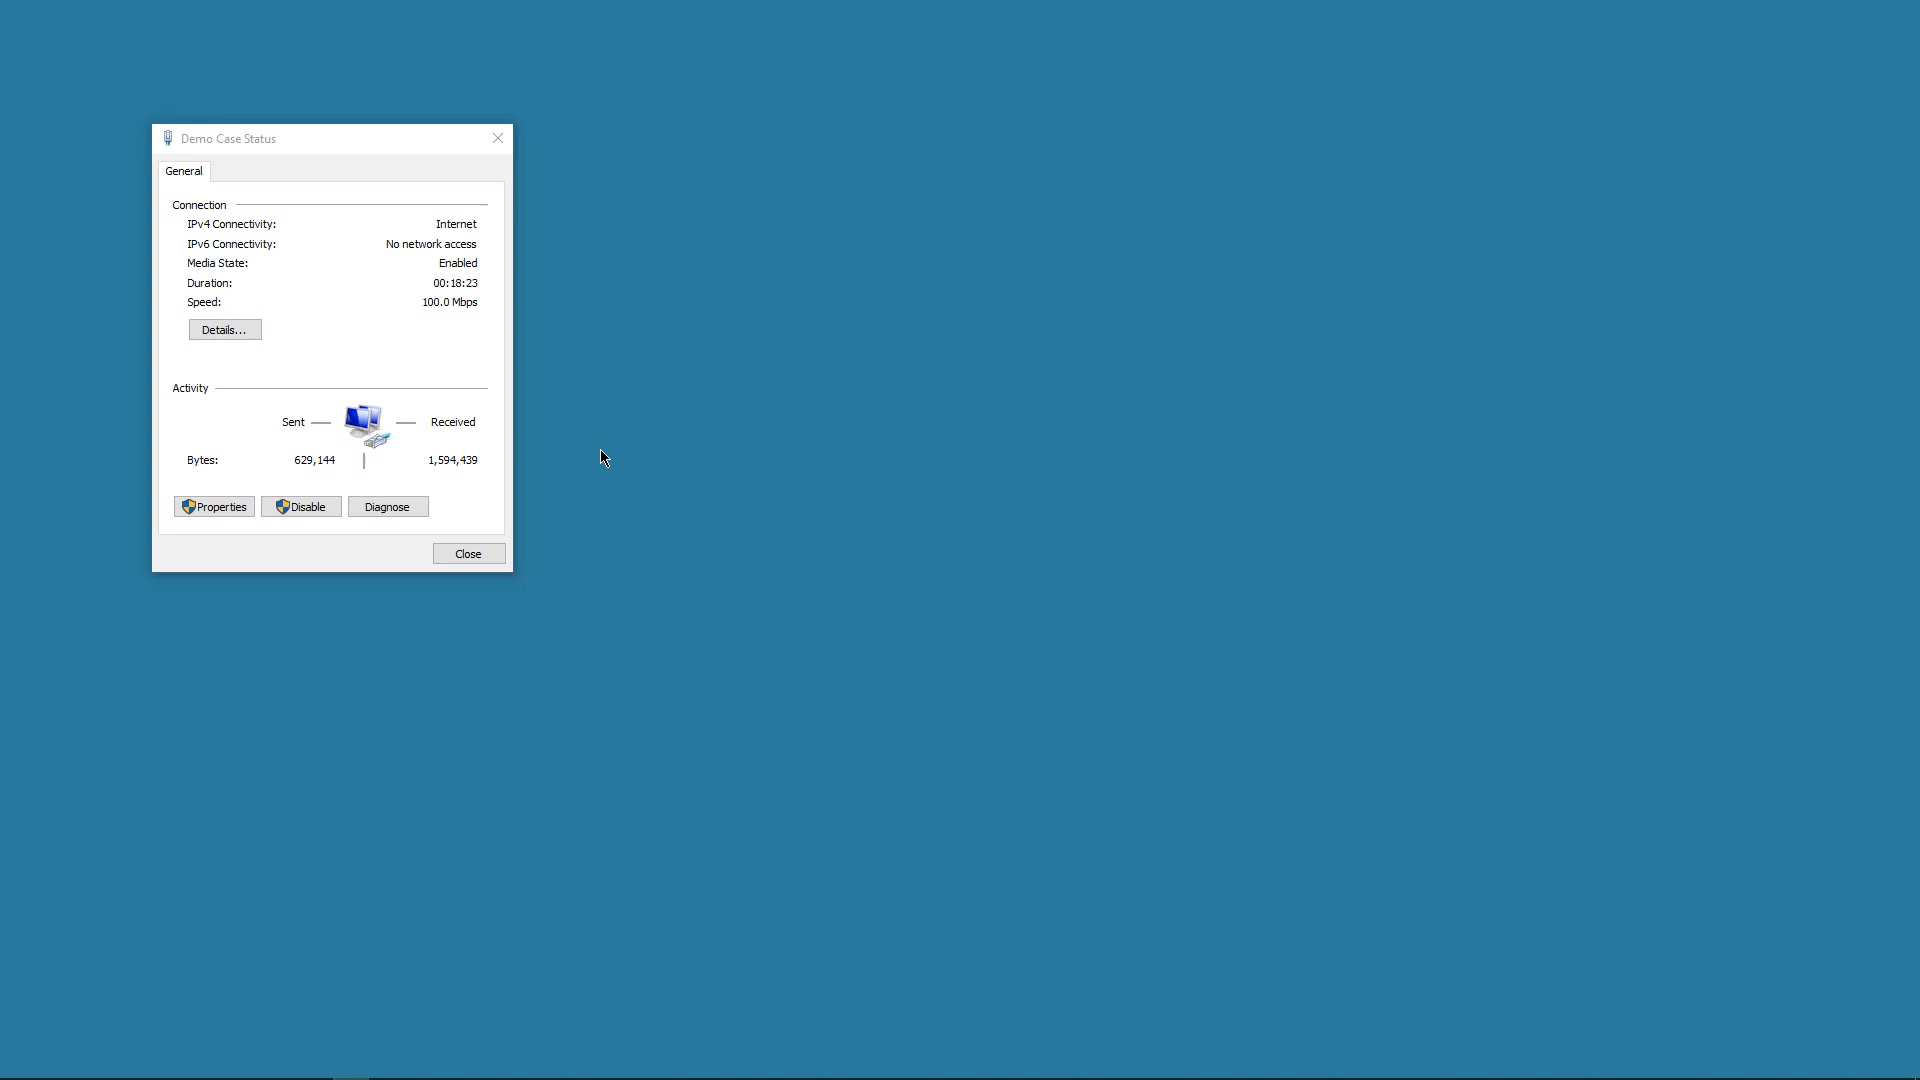 Demo Case Status
General
Connection
IPv4 Connectivity: Internet
IPv6 Connectivity: No network access
Media State: Enabled
Duration: 00:18:23
Speed: 100.0 Mbps
Details...
Activity
Sent Received
Bytes: 629,144 1,594,439
Properties Disable Diagnose
Close